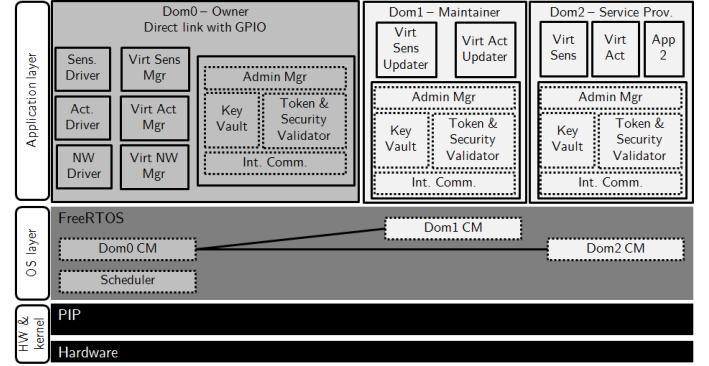 Application layer
Dom0 – Owner
Direct link with GPIO
Sens.
Driver
Virt Sens
Mgr
Act.
Driver
Virt Act
Mgr
NW
Driver
Virt NW
Mgr
Admin Mgr
Key
Vault
Token &
Security
Validator
Int. Comm.
Dom1 – Maintainer
Virt
Sens
Updater
Virt Act
Updater
Admin Mgr
Key
Vault
Token &
Security
Validator
Int. Comm.
Dom2 – Service Prov.
Virt
Sens
Virt
Act
App
2
Admin Mgr
Key
Vault
Token &
Security
Validator
Int. Comm.
OS layer
FreeRTOS
Dom0 CM
Dom1 CM
Dom2 CM
Scheduler
HW &
kernel
PIP
Hardware